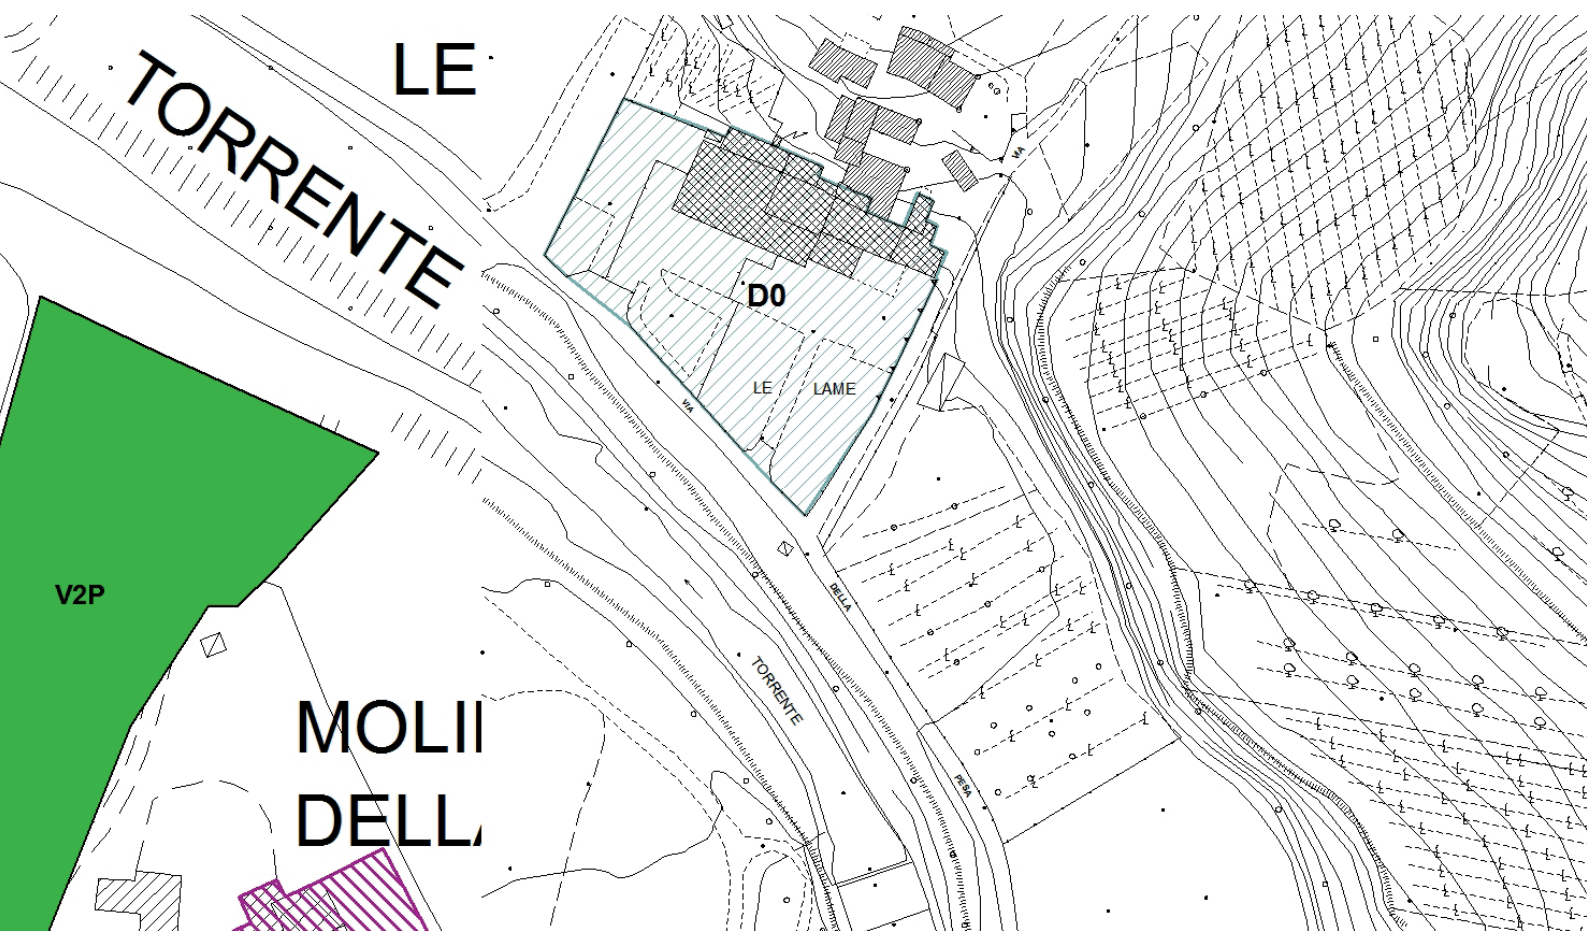 LE
TORRENTE
VIA
D0
LE LAME
VIA
V2P
DELLA
TORRENTE
MOLI
DELL
PESA